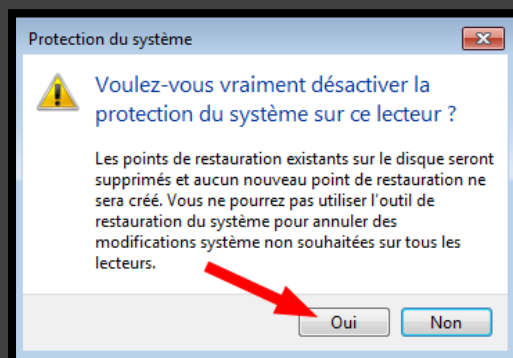 Protection du système
Voulez-vous vraiment désactiver la
protection du système sur ce lecteur ?
Les points de restauration existants sur le disque seront
supprimés et aucun nouveau point de restauration ne
sera créé. Vous ne pourrez pas utiliser l'outil de
restauration du système pour annuler des
modifications système non souhaitées sur tous les
lecteurs.
Oui Non